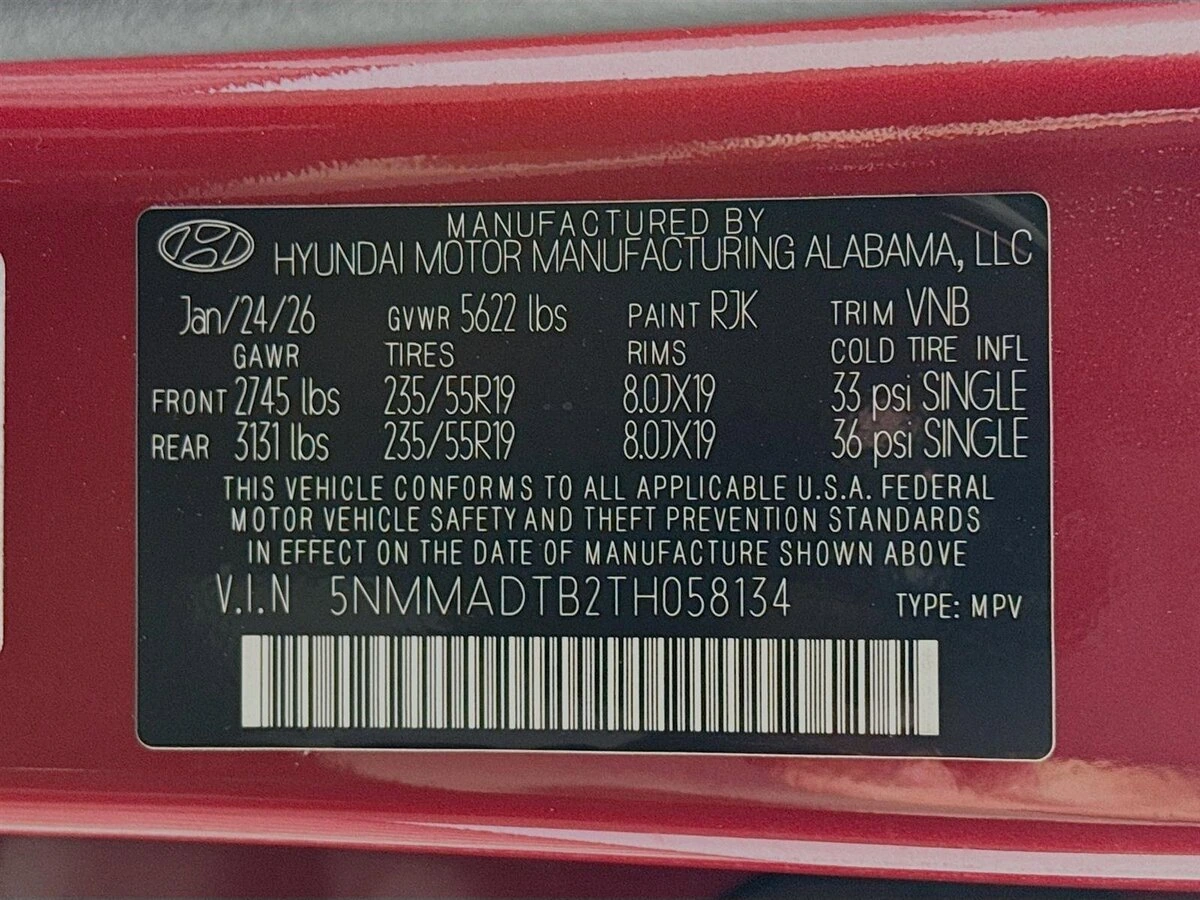 MANUFACTURED BY
HYUNDAI MOTOR MANUFACTURING ALABAMA, LLC
Jan/24/26 GVWR 5622 lbs PAINT RJK TRIM VNB
GAWR TIRES RIMS COLD TIRE INFL
FRONT 2745 lbs 235/55R19 8.0JX19 33 psi SINGLE
REAR 3131 lbs 235/55R19 8.0JX19 36 psi SINGLE
THIS VEHICLE CONFORMS TO ALL APPLICABLE U.S.A. FEDERAL
MOTOR VEHICLE SAFETY AND THEFT PREVENTION STANDARDS
IN EFFECT ON THE DATE OF MANUFACTURE SHOWN ABOVE
V.I.N 5NMMADTB2TH058134 TYPE: MPV